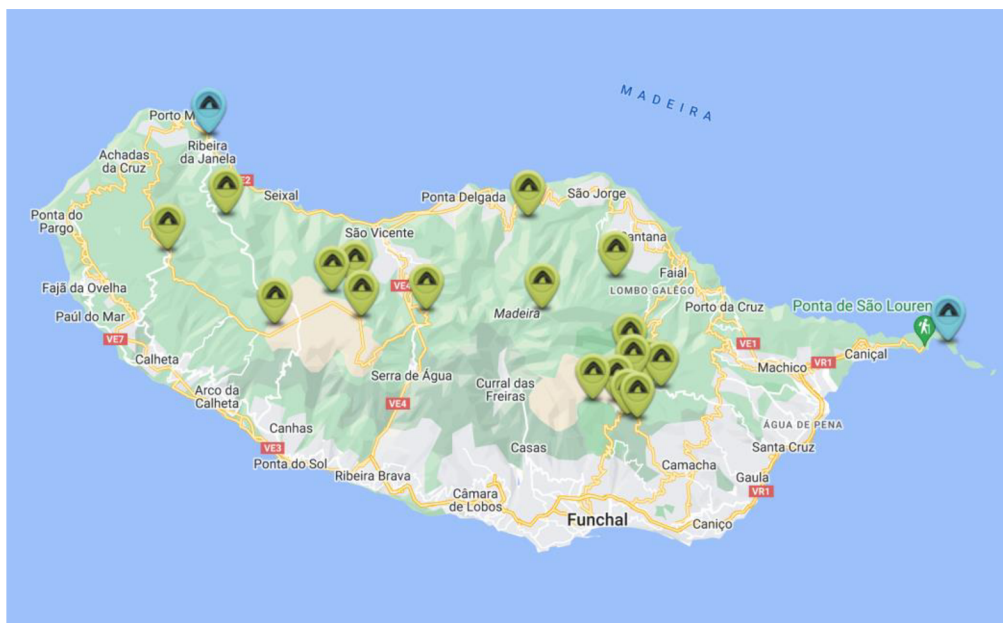 MADEIRA
Porto M
Ribeira
da Janela
Achadas
da Cruz
Seixal
Ponta Delgada
São Jorge
Ponta do
Pargo
São Vicente
Santana
Faial
Fajã da Ovelha
VE4
LOMBO GALÊGO
Paúl do Mar
Madeira
Porto da Cruz
Ponta de São Louren
VE7
VE1
Calheta
Caniçal
Serra de Água
Machico
VR1
Arco da
Calheta
Curral das
Freiras
VE4
Canhas
ÁGUA DE PENA
VE3
Casas
Santa Cruz
Ponta do Sol
Camacha
Ribeira Brava
Gaula
VR1
Câmara
de Lobos
Funchal
Caniço